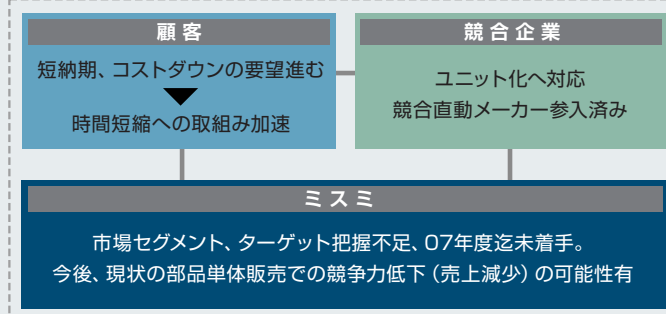 顧客
短納期、コストダウンの要望進む
時間短縮への取組み加速
競合企業
ユニット化へ対応
競合直動メーカー参入済み
ミスミ
市場セグメント、ターゲット把握不足、07年度迄未着手。
今後、現状の部品単体販売での競争力低下（売上減少）の可能性有